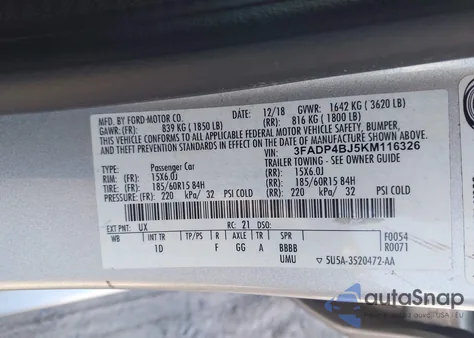 MFD. BY FORD MOTOR CO.
DATE: 12/18 GVWR: 1642 KG ( 3620 LB)
GAWR: (FR): 839 KG ( 1850 LB) (RR): 816 KG ( 1800 LB)
THIS VEHICLE CONFORMS TO ALL APPLICABLE FEDERAL MOTOR
VEHICLE SAFETY, BUMPER, AND THEFT PREVENTION STANDARDS IN EFFECT ON THE DATE OF MANUFACTURE SHOWN ABOVE.
VIN: 3FADP4BJ5KM116326
TYPE: Passenger Car TRAILER TOWING - SEE OWNER GUIDE
RIM: (FR): 15X6.0J (RR): 15X6.0J
TIRE: (FR): 185/60R15 84H (RR): 185/60R15 84H
PRESSURE: (FR): 220 kPa/ 32 PSI COLD (RR): 220 kPa/ 32 PSI COLD
EXT PNT: UX RC: 21 DSO: F0054
WB INT TR TP/PS R AXLE TR SPR R0071
1D F GG A BBBB
UMU 5U5A-3520472-AA
autoSnap